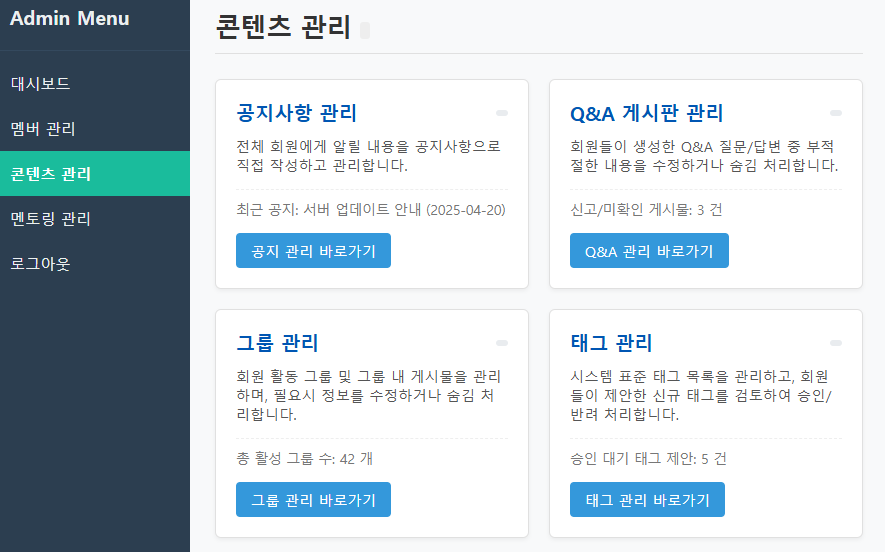 Admin Menu
대시보드
멤버 관리
콘텐츠 관리
멘토링 관리
로그아웃
콘텐츠 관리
공지사항 관리
전체 회원에게 알릴 내용을 공지사항으로
직접 작성하고 관리합니다.
최근 공지: 서버 업데이트 안내 (2025-04-20)
공지 관리 바로가기
Q&A 게시판 관리
회원들이 생성한 Q&A 질문/답변 중 부적
절한 내용을 수정하거나 숨김 처리합니다.
신고/미확인 게시물: 3 건
Q&A 관리 바로가기
그룹 관리
회원 활동 그룹 및 그룹 내 게시물을 관리
하며, 필요시 정보를 수정하거나 숨김 처
리합니다.
총 활성 그룹 수: 42 개
그룹 관리 바로가기
태그 관리
시스템 표준 태그 목록을 관리하고, 회원
들이 제안한 신규 태그를 검토하여 승인/
반려 처리합니다.
승인 대기 태그 제안: 5 건
태그 관리 바로가기